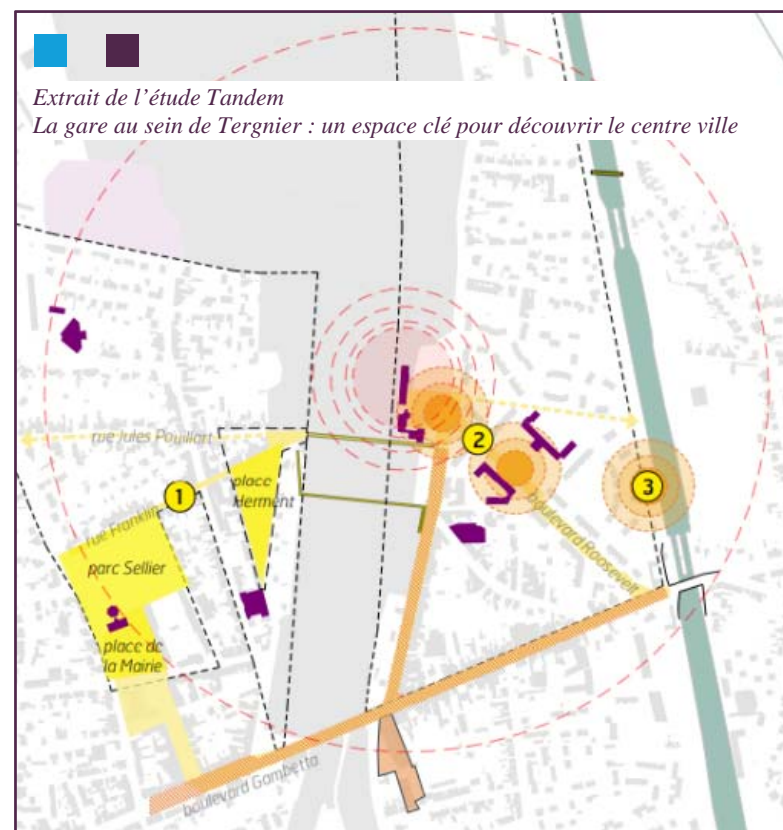 Extrait de l'étude Tandem
La gare au sein de Tergnier : un espace clé pour découvrir le centre ville
rue Jules Pouillart
2
1
place
Herment
3
rue Franklin
boulevard Roosevelt
parc Sellier
place de
la Mairie
boulevard Gambetta